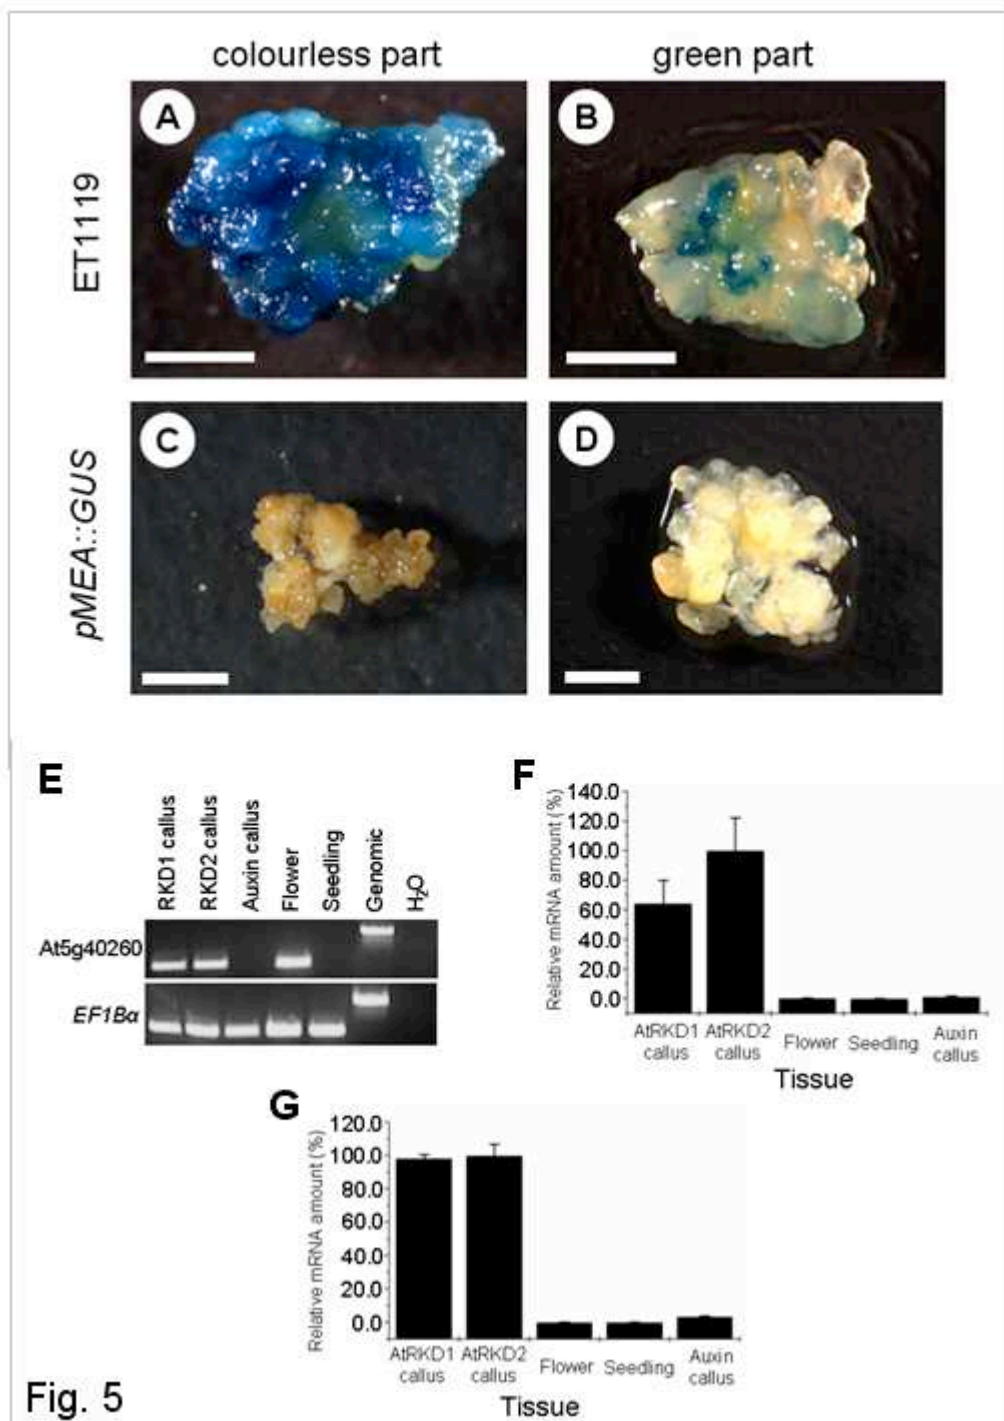 colourless part
green part
ET1119
A
B
pMEA::GUS
C
D
E
RKD1 callus
RKD2 callus
Auxin callus
Flower
Seedling
Genomic
H₂O
At5g40260
EF1Bα
F
Relative mRNA amount (%)
140.0
120.0
100.0
80.0
60.0
40.0
20.0
0.0
AtRKD1 callus
AtRKD2 callus
Flower
Seedling
Auxin callus
Tissue
G
Relative mRNA amount (%)
120.0
100.0
80.0
60.0
40.0
20.0
0.0
AtRKD1 callus
AtRKD2 callus
Flower
Seedling
Auxin callus
Tissue
Fig. 5